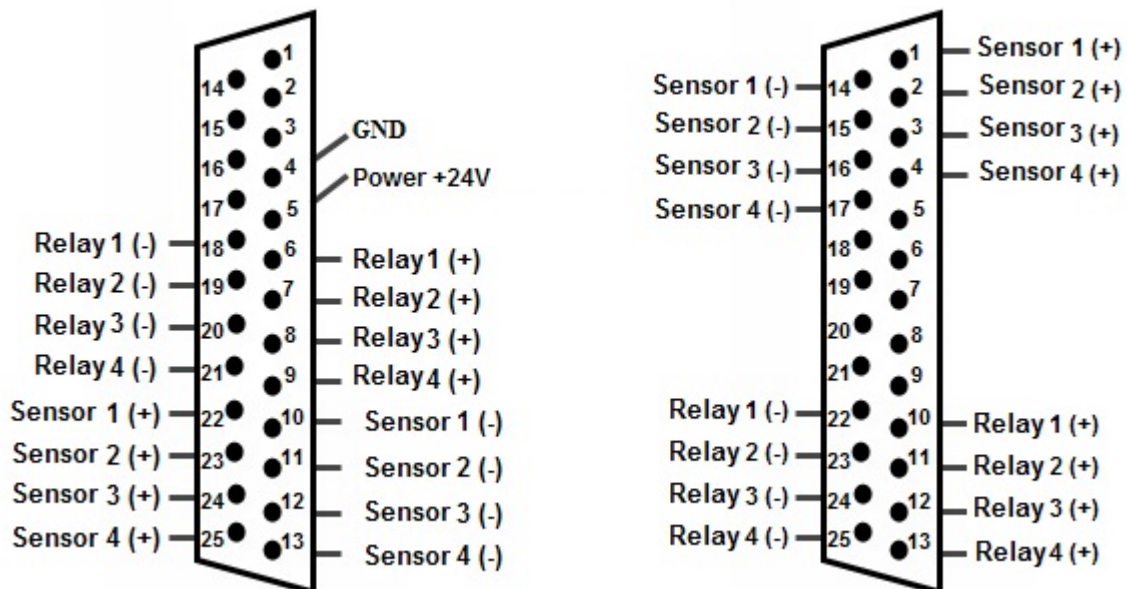 1
14
2
15
3
GND
16
4
Power +24V
17
5
Relay 1 (-)
18
6
Relay 1 (+)
Relay 2 (-)
19
7
Relay 2 (+)
Relay 3 (-)
20
8
Relay 3 (+)
Relay 4 (-)
21
9
Relay 4 (+)
Sensor 1 (+)
22
10
Sensor 1 (-)
Sensor 2 (+)
23
11
Sensor 2 (-)
Sensor 3 (+)
24
12
Sensor 3 (-)
Sensor 4 (+)
25
13
Sensor 4 (-)
1
Sensor 1 (+)
Sensor 1 (-)
14
2
Sensor 2 (+)
Sensor 2 (-)
15
3
Sensor 3 (+)
Sensor 3 (-)
16
4
Sensor 4 (+)
Sensor 4 (-)
17
5
18
6
19
7
20
8
21
9
Relay 1 (-)
22
10
Relay 1 (+)
Relay 2 (-)
23
11
Relay 2 (+)
Relay 3 (-)
24
12
Relay 3 (+)
Relay 4 (-)
25
13
Relay 4 (+)